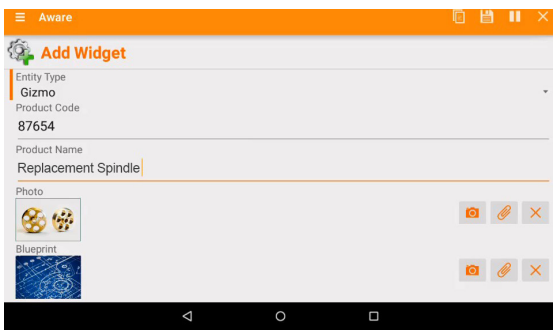 Aware
Add Widget
Entity Type
Gizmo
Product Code
87654
Product Name
Replacement Spindle
Photo
Blueprint